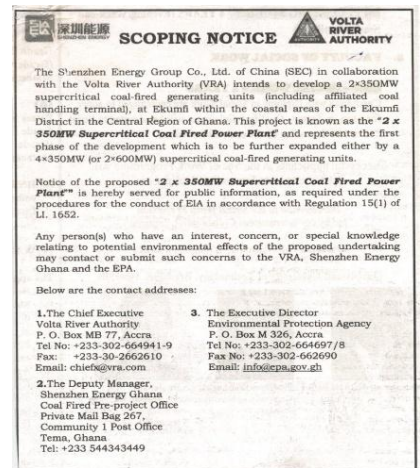 深圳能源
SHENZHEN ENERGY
SCOPING NOTICE
VOLTA
RIVER
AUTHORITY
The Shenzhen Energy Group Co., Ltd. of China (SEC) in collaboration
with the Volta River Authority (VRA) intends to develop a 2×350MW
supercritical coal-fired generating units (including affiliated coal
handling terminal), at Ekumfi within the coastal areas of the Ekumfi
District in the Central Region of Ghana. This project is known as the "2 x
350MW Supercritical Coal Fired Power Plant" and represents the first
phase of the development which is to be further expanded either by a
4×350MW (or 2×600MW) supercritical coal-fired generating units.
Notice of the proposed "2 x 350MW Supercritical Coal Fired Power
Plant"" is hereby served for public information, as required under the
procedures for the conduct of EIA in accordance with Regulation 15(1) of
LI. 1652.
Any person(s) who have an interest, concern, or special knowledge
relating to potential environmental effects of the proposed undertaking
may contact or submit such concerns to the VRA, Shenzhen Energy
Ghana and the EPA.
Below are the contact addresses:
1.The Chief Executive
Volta River Authority
P. O. Box MB 77, Accra
Tel No: +233-302-664941-9
Fax: +233-30-2662610
Email: chiefx@vra.com
2.The Deputy Manager,
Shenzhen Energy Ghana
Coal Fired Pre-project Office
Private Mail Bag 267,
Community 1 Post Office
Tema, Ghana
Tel: +233 544343449
3. The Executive Director
Environmental Protection Agency
P. O. Box M 326, Accra
Tel No: +233-302-664697/8
Fax No: +233-302-662690
Email: info@epa.gov.gh